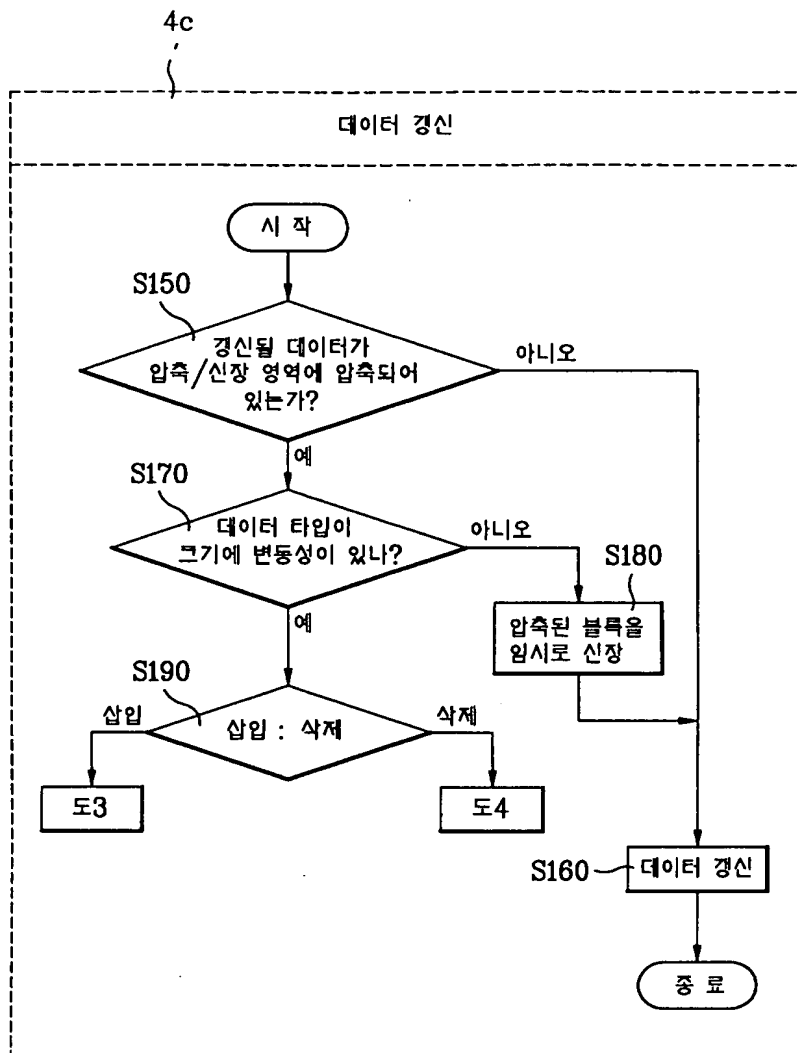 4c
데이터 갱신
시 작
S150
갱신될 데이터가
압축/신장 영역에 압축되어
있는가?
아니오
예
S170
데이터 타입이
크기에 변동성이 있나?
아니오
예
S180
압축된 블록을
임시로 신장
S190
삽입
삽입 : 삭제
삭제
도3
도4
S160
데이터 갱신
종 료